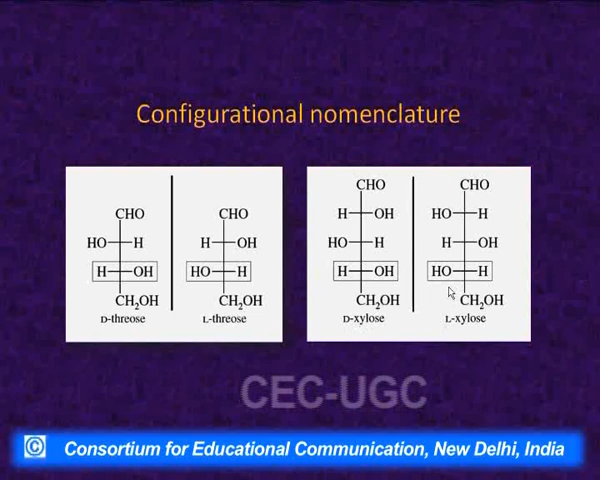 Configurational nomenclature
CHO
HO H
H OH
CH2OH
D-threose
CHO
H OH
HO H
CH2OH
L-threose
CHO
H OH
HO H
H OH
CH2OH
D-xylose
CHO
HO H
H OH
HO H
CH2OH
L-xylose
CEC-UGC
© Consortium for Educational Communication, New Delhi, India